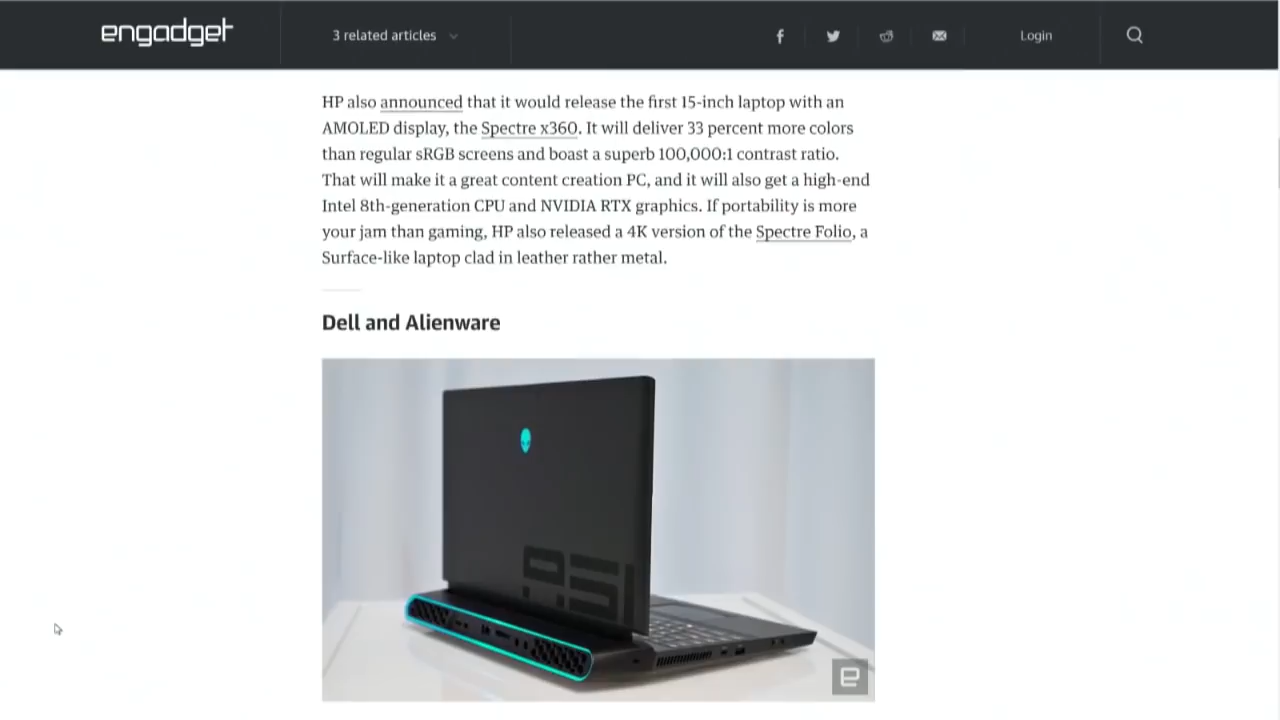 engadget
3 related articles
Login
HP also announced that it would release the first 15-inch laptop with an
AMOLED display, the Spectre x360. It will deliver 33 percent more colors
than regular sRGB screens and boast a superb 100,000:1 contrast ratio.
That will make it a great content creation PC, and it will also get a high-end
Intel 8th-generation CPU and NVIDIA RTX graphics. If portability is more
your jam than gaming, HP also released a 4K version of the Spectre Folio, a
Surface-like laptop clad in leather rather metal.
Dell and Alienware
A51
e